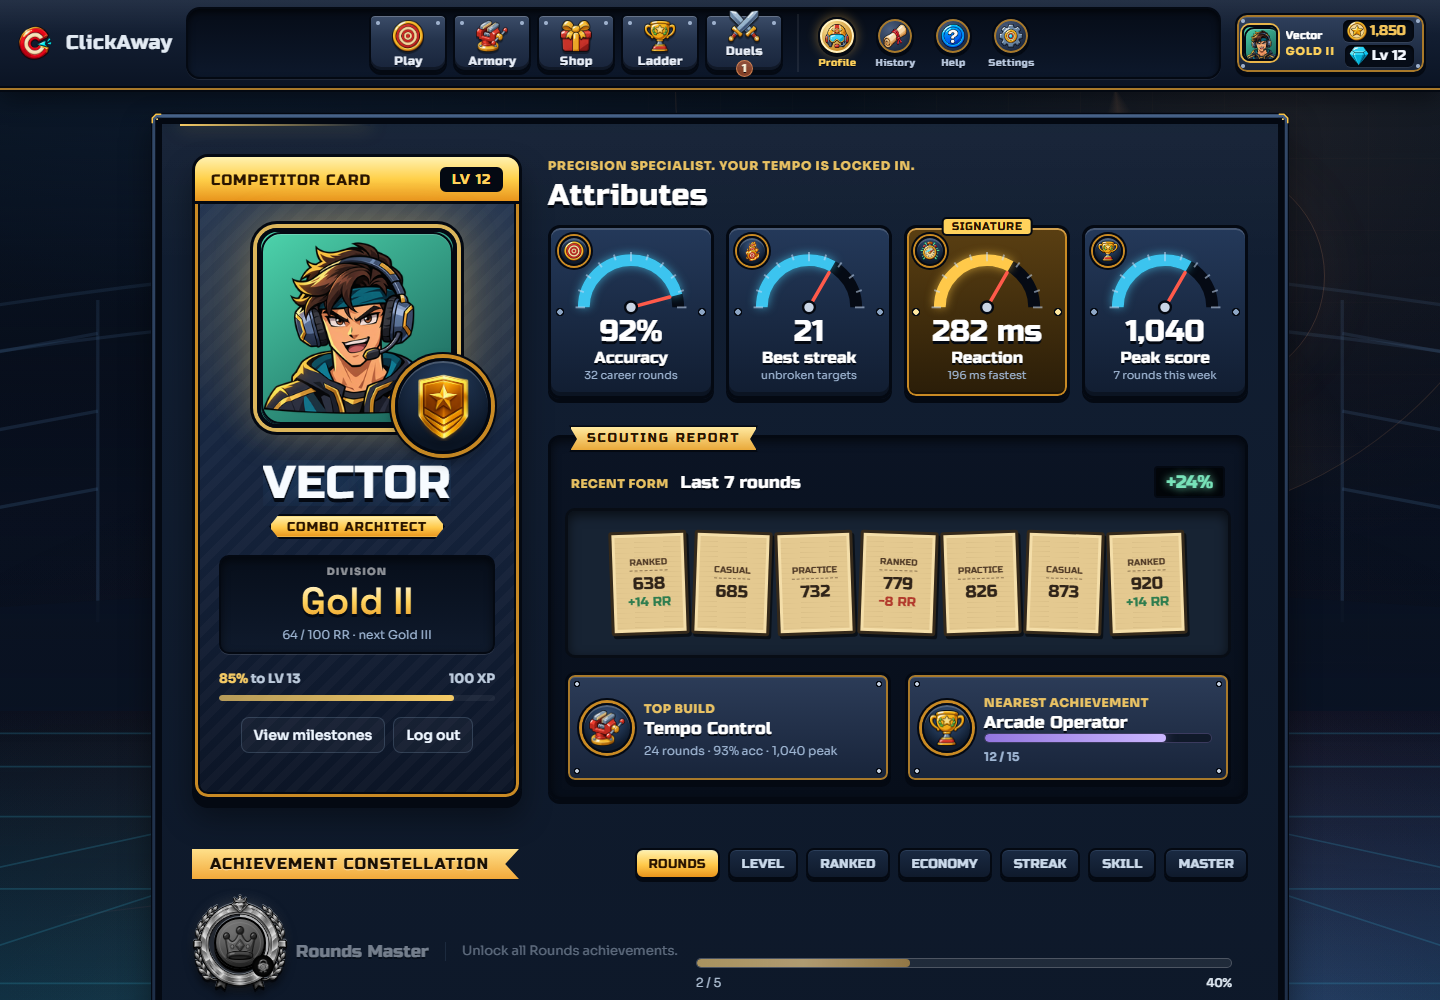 ClickAway
Play
Armory
Shop
Ladder
Duels
1
Profile
History
Help
Settings
Vector
GOLD II
1,850
Lv 12
COMPETITOR CARD
LV 12
VECTOR
COMBO ARCHITECT
DIVISION
Gold II
64 / 100 RR · next Gold III
85% to LV 13
100 XP
View milestones
Log out
PRECISION SPECIALIST. YOUR TEMPO IS LOCKED IN.
Attributes
92%
Accuracy
32 career rounds
21
Best streak
unbroken targets
SIGNATURE
282 ms
Reaction
196 ms fastest
1,040
Peak score
7 rounds this week
SCOUTING REPORT
RECENT FORM Last 7 rounds
+24%
RANKED
638
+14 RR
CASUAL
685
PRACTICE
732
RANKED
779
-8 RR
PRACTICE
826
CASUAL
873
RANKED
920
+14 RR
TOP BUILD
Tempo Control
24 rounds · 93% acc · 1,040 peak
NEAREST ACHIEVEMENT
Arcade Operator
12 / 15
ACHIEVEMENT CONSTELLATION
ROUNDS
LEVEL
RANKED
ECONOMY
STREAK
SKILL
MASTER
Rounds Master
Unlock all Rounds achievements.
2 / 5
40%